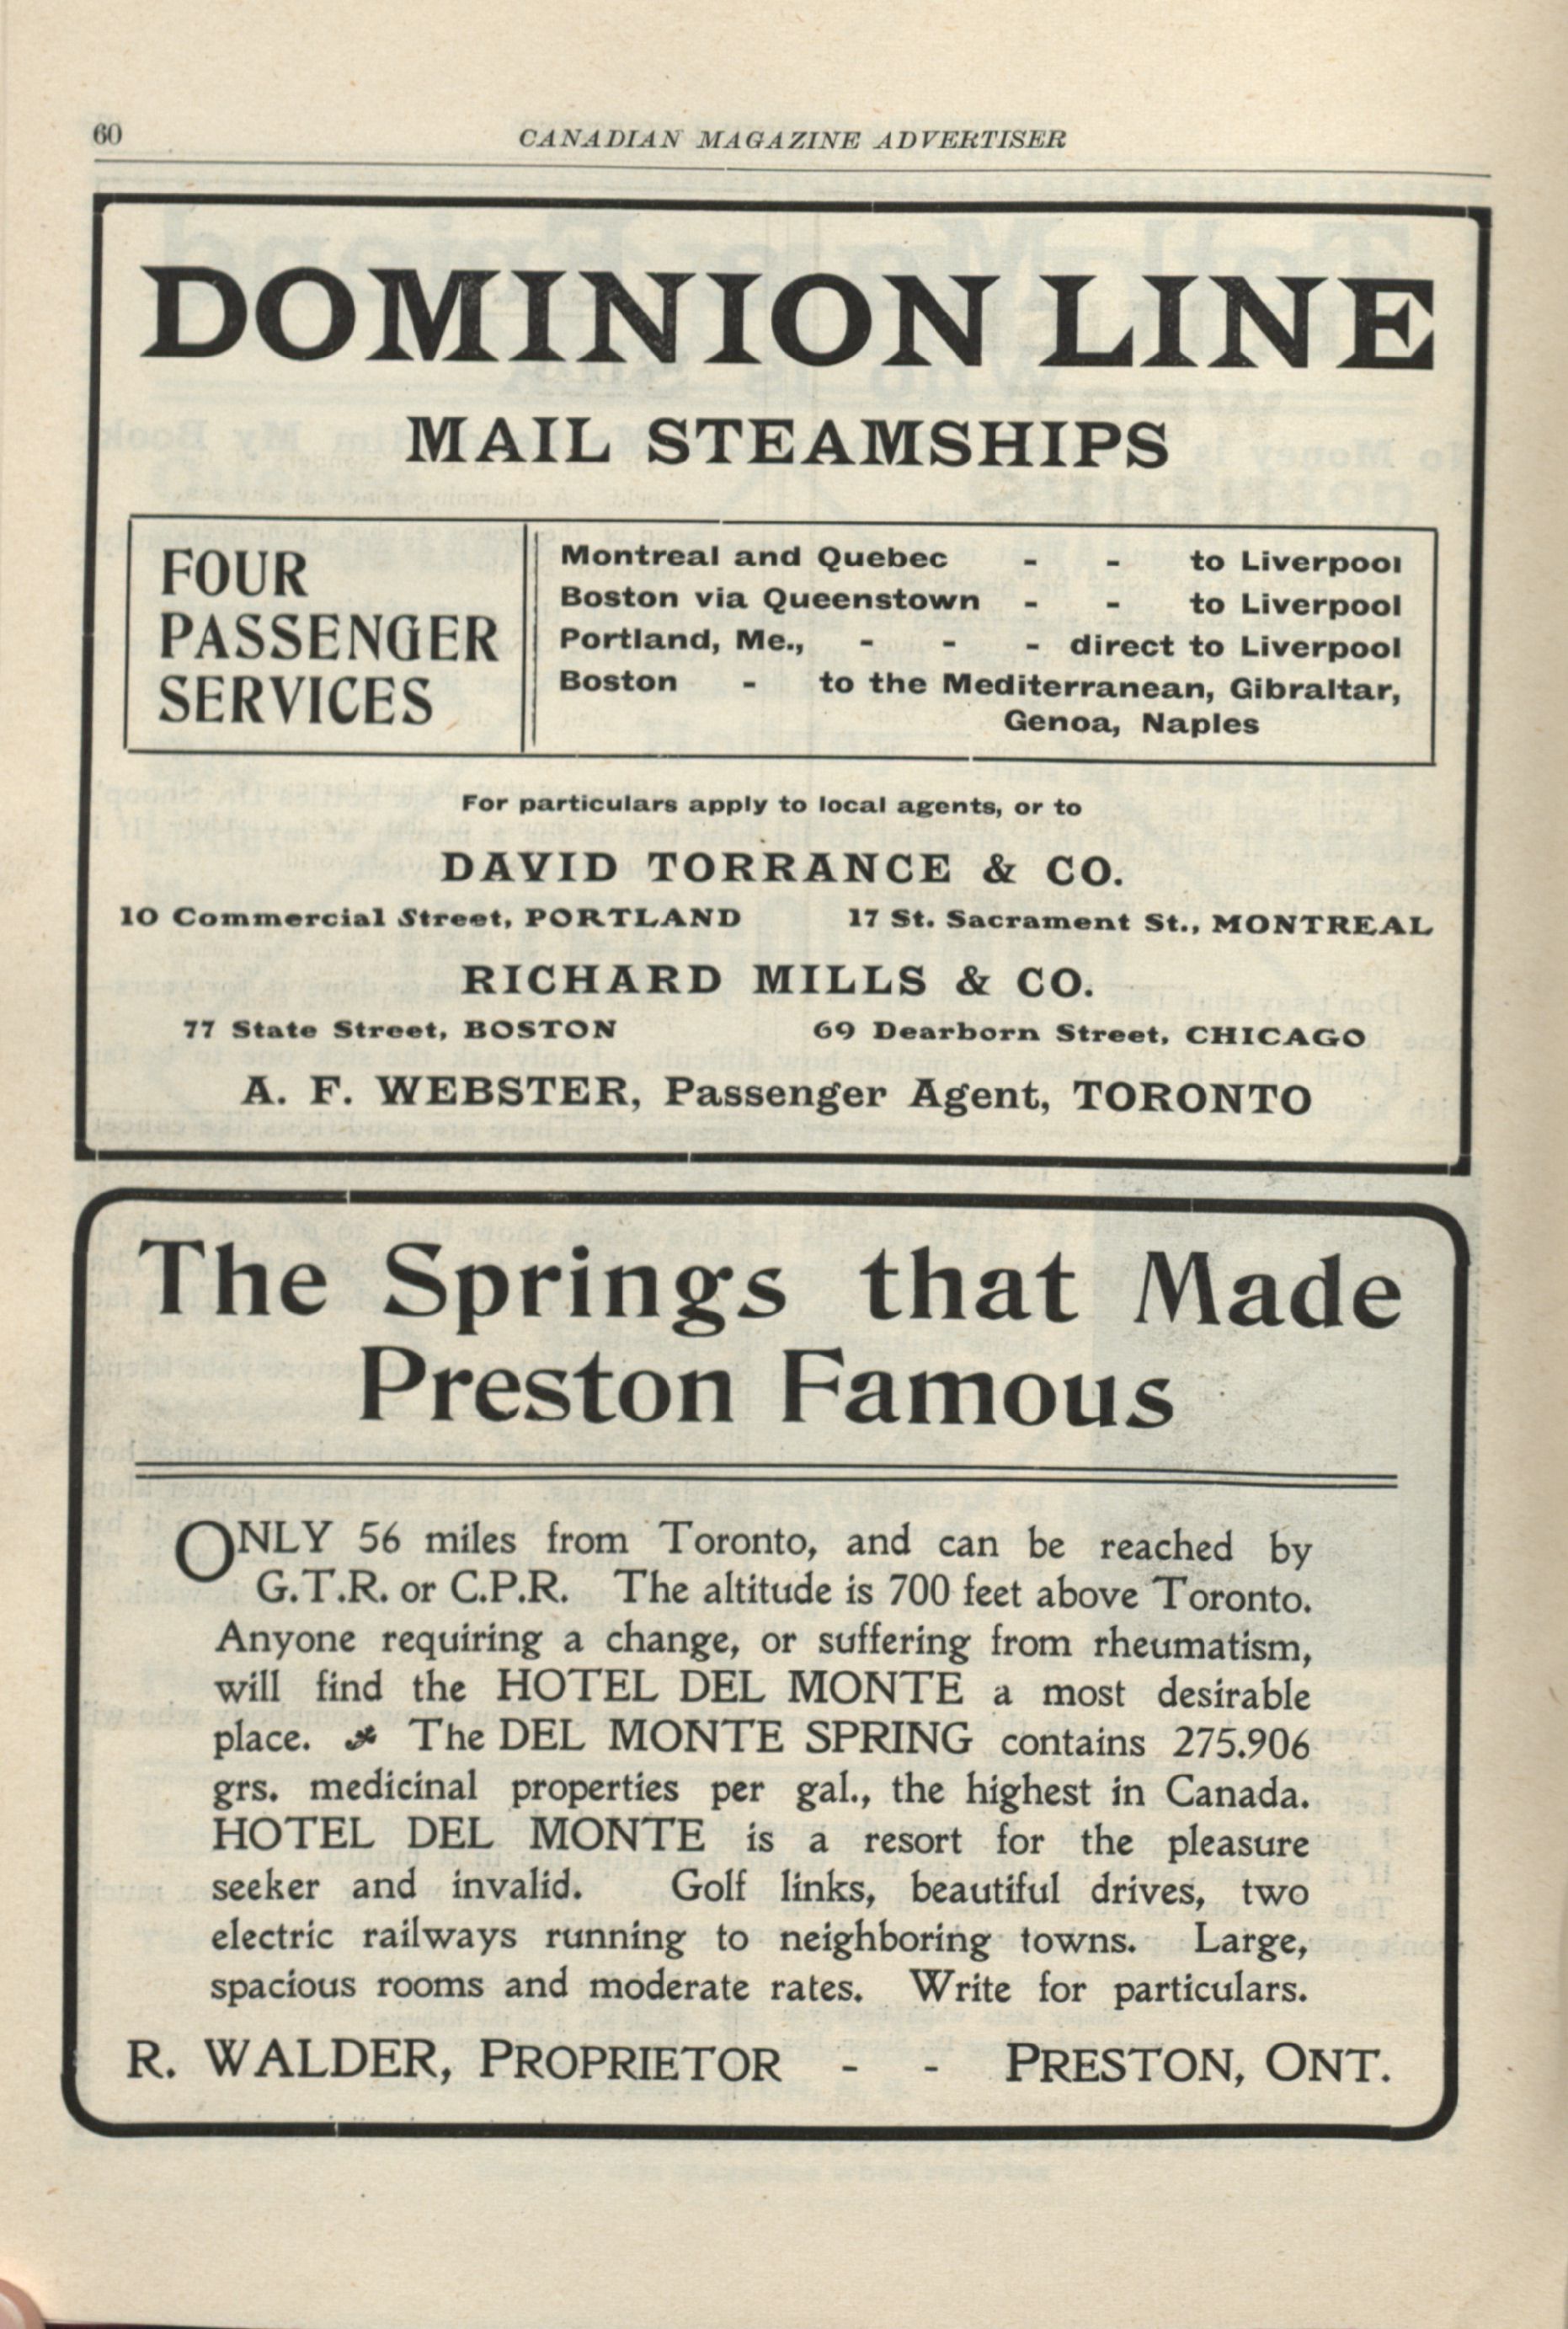 60
CANADIAN MAGAZINE ADVERTISER
DOMINION LINE
MAIL STEAMSHIPS
FOUR
PASSENGER
SERVICES
Montreal and Quebec - - to Liverpool
Boston via Queenstown - - to Liverpool
Portland, Me., - - - direct to Liverpool
Boston - to the Mediterranean, Gibraltar,
Genoa, Naples
For particulars apply to local agents, or to
DAVID TORRANCE & CO.
10 Commercial Street, PORTLAND 17 St. Sacrament St., MONTREAL
RICHARD MILLS & CO.
77 State Street, BOSTON 69 Dearborn Street, CHICAGO
A. F. WEBSTER, Passenger Agent, TORONTO
The Springs that Made
Preston Famous
ONLY 56 miles from Toronto, and can be reached by
G.T.R. or C.P.R. The altitude is 700 feet above Toronto.
Anyone requiring a change, or suffering from rheumatism,
will find the HOTEL DEL MONTE a most desirable
place. The DEL MONTE SPRING contains 275.906
grs. medicinal properties per gal., the highest in Canada.
HOTEL DEL MONTE is a resort for the pleasure
seeker and invalid. Golf links, beautiful drives, two
electric railways running to neighboring towns. Large,
spacious rooms and moderate rates. Write for particulars.
R. WALDER, PROPRIETOR - - PRESTON, ONT.